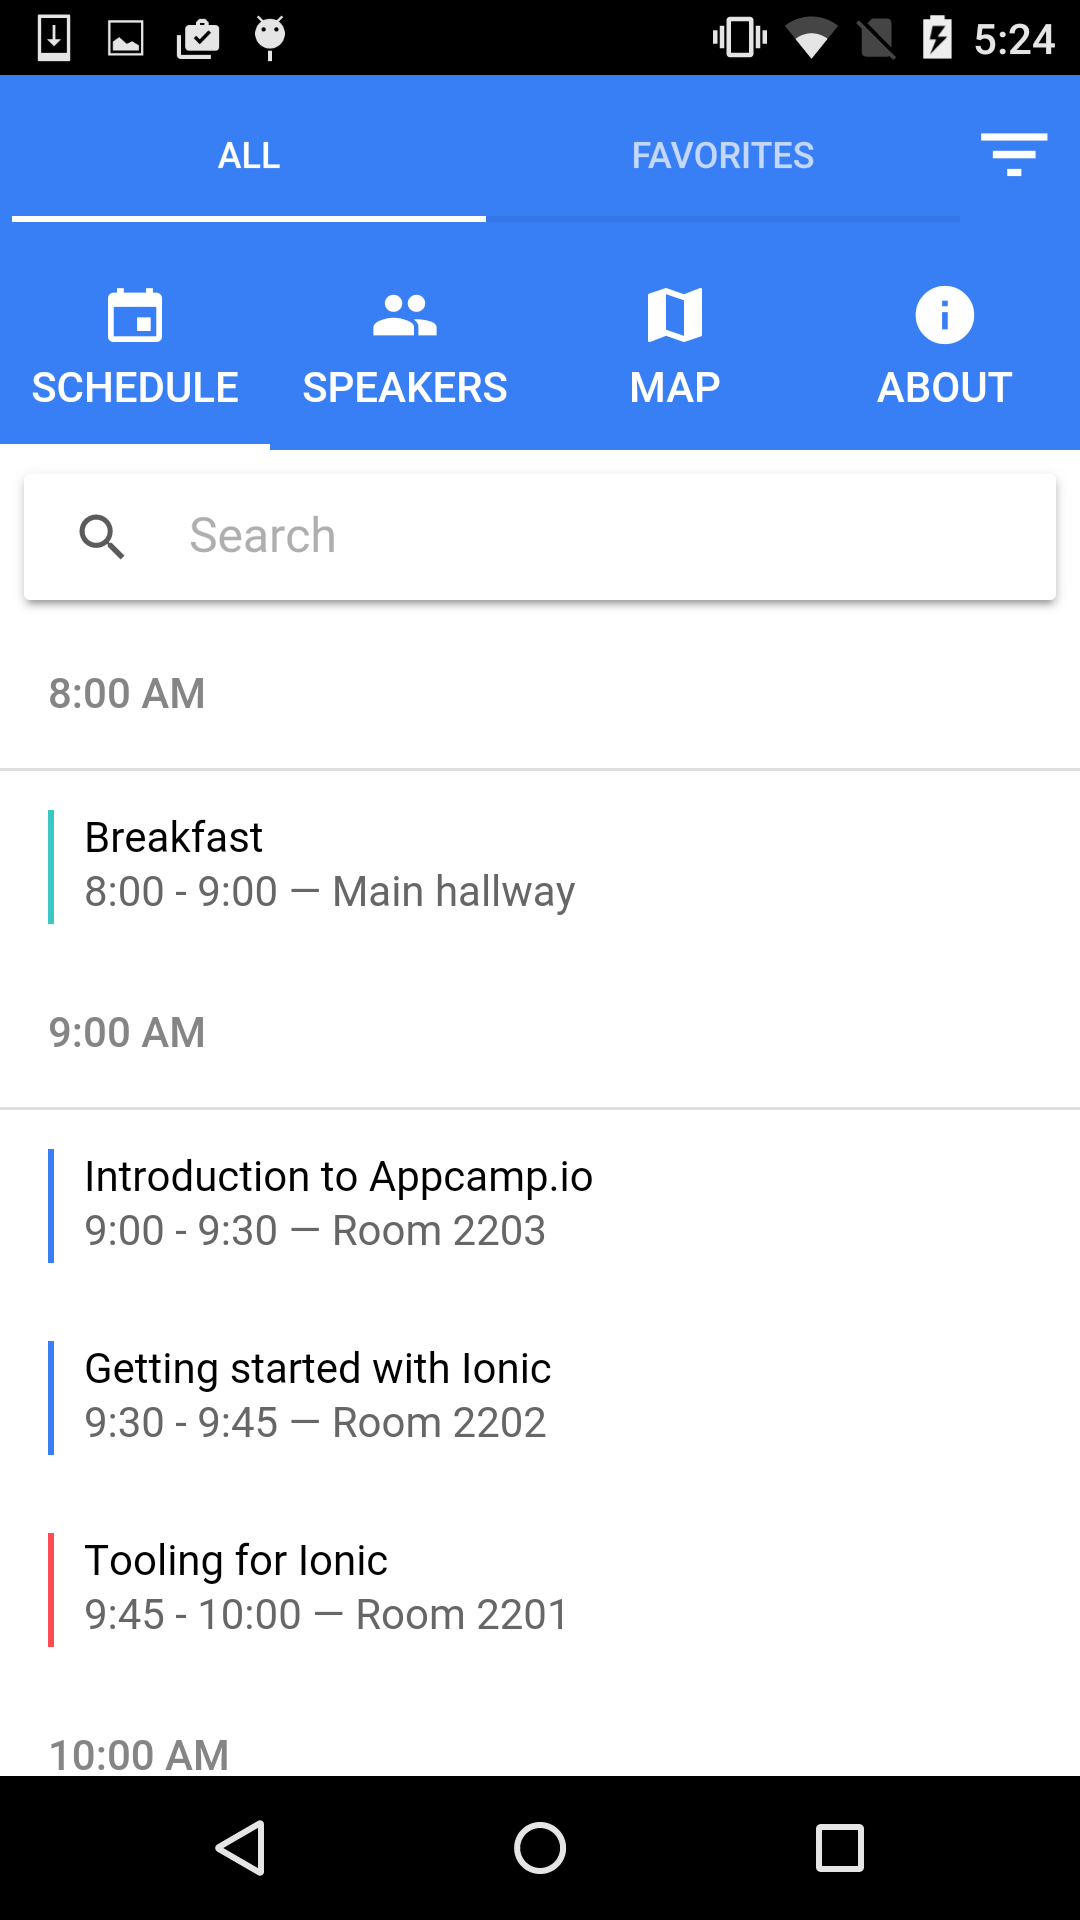 5:24
ALL
FAVORITES
SCHEDULE
SPEAKERS
MAP
ABOUT
Search
8:00 AM
Breakfast
8:00 - 9:00 — Main hallway
9:00 AM
Introduction to Appcamp.io
9:00 - 9:30 — Room 2203
Getting started with Ionic
9:30 - 9:45 — Room 2202
Tooling for Ionic
9:45 - 10:00 — Room 2201
10:00 AM